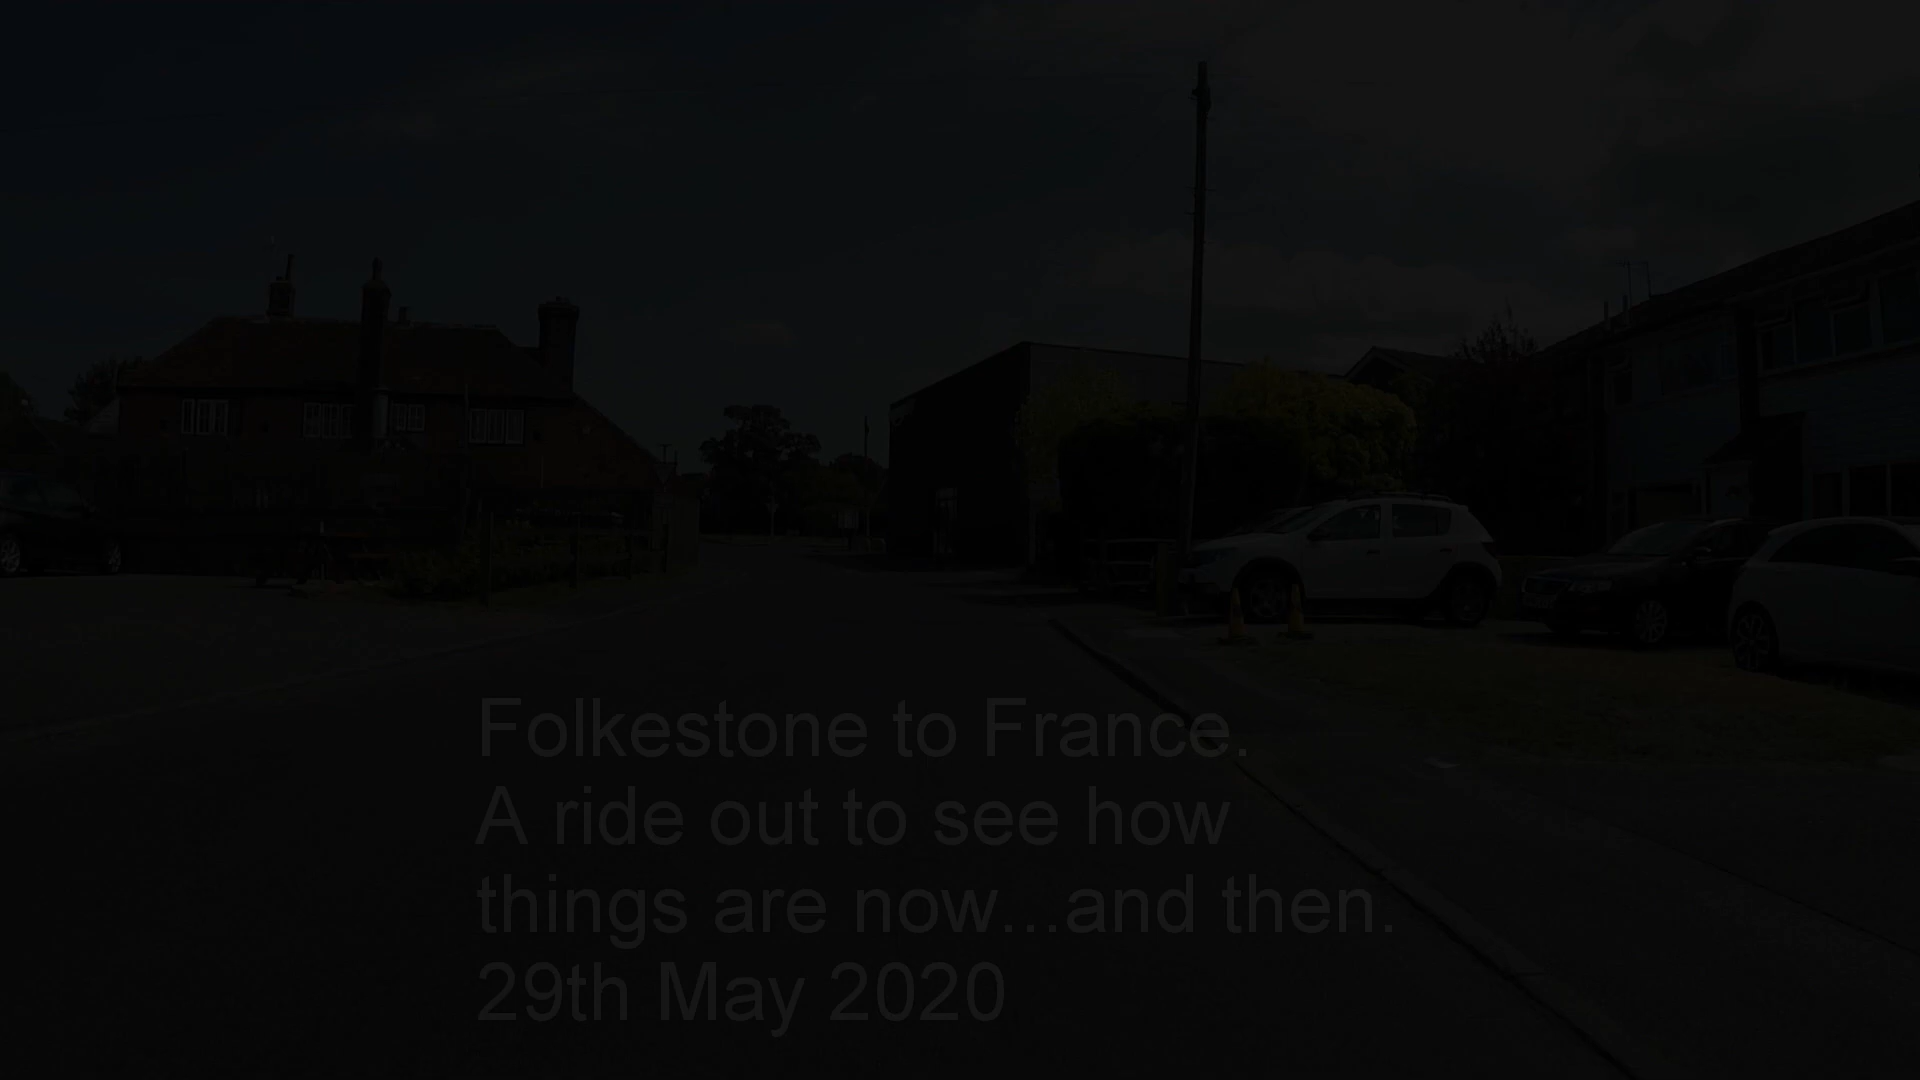 Folkestone to France.
A ride out to see how
things are now...and then.
29th May 2020